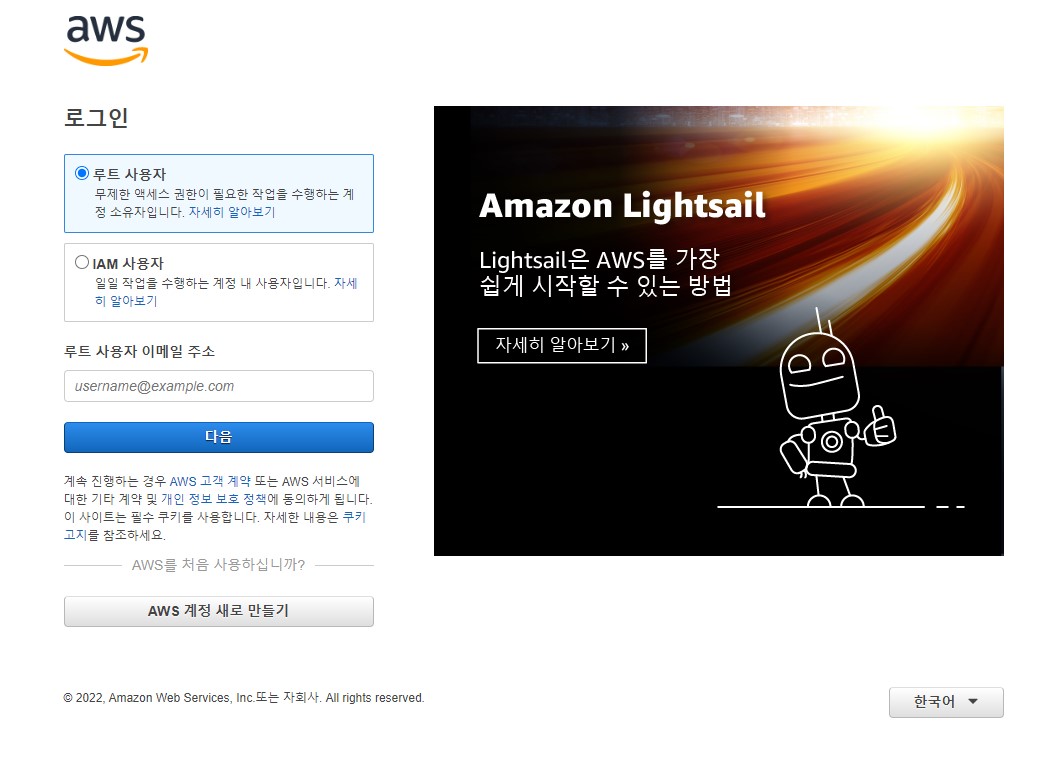 aws
로그인
루트 사용자
무제한 액세스 권한이 필요한 작업을 수행하는 계
정 소유자입니다. 자세히 알아보기
IAM 사용자
일일 작업을 수행하는 계정 내 사용자입니다. 자세
히 알아보기
루트 사용자 이메일 주소
username@example.com
다음
계속 진행하는 경우 AWS 고객 계약 또는 AWS 서비스에
대한 기타 계약 및 개인 정보 보호 정책에 동의하게 됩니다.
이 사이트는 필수 쿠키를 사용합니다. 자세한 내용은 쿠키
고지를 참조하세요.
AWS를 처음 사용하십니까?
AWS 계정 새로 만들기
Amazon Lightsail
Lightsail은 AWS를 가장
쉽게 시작할 수 있는 방법
자세히 알아보기 »
© 2022, Amazon Web Services, Inc.또는 자회사. All rights reserved.
한국어